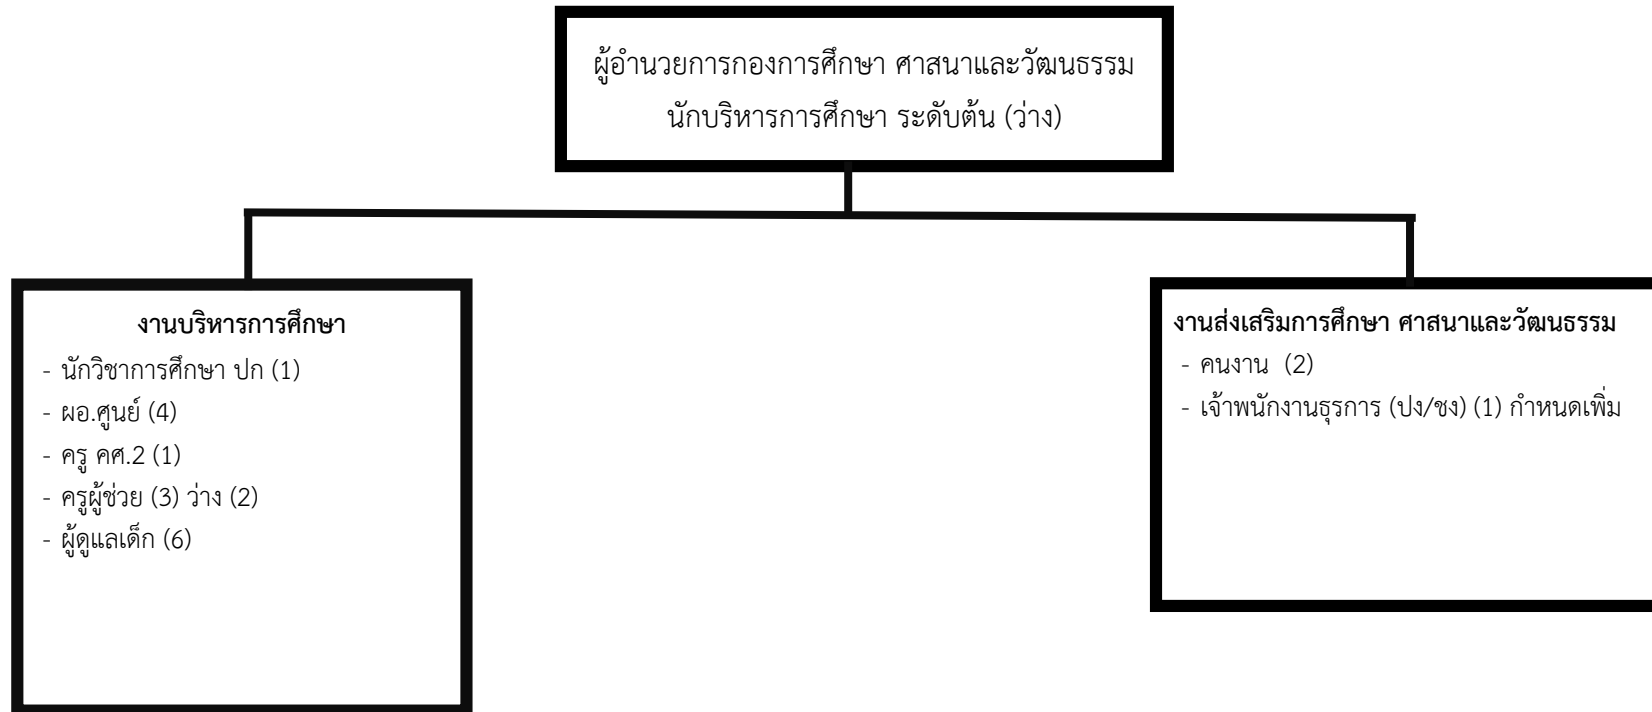 ผู้อำนวยการกองการศึกษา ศาสนาและวัฒนธรรม
นักบริหารการศึกษา ระดับต้น (ว่าง)
งานบริหารการศึกษา
- นักวิชาการศึกษา ปก (1)
- ผอ.ศูนย์ (4)
- ครู คศ.2 (1)
- ครูผู้ช่วย (3) ว่าง (2)
- ผู้ดูแลเด็ก (6)
งานส่งเสริมการศึกษา ศาสนาและวัฒนธรรม
- คนงาน (2)
- เจ้าพนักงานธุรการ (ปง/ชง) (1) กำหนดเพิ่ม